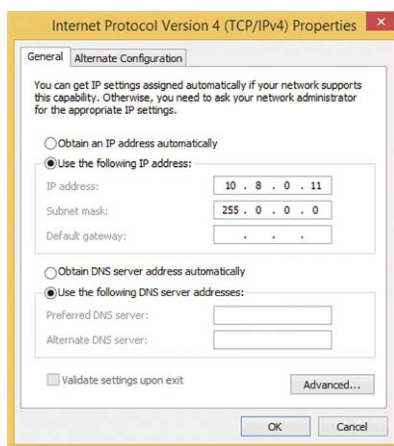 Internet Protocol Version 4 (TCP/IPv4) Properties
General
Alternate Configuration
You can get IP settings assigned automatically if your network supports
this capability. Otherwise, you need to ask your network administrator
for the appropriate IP settings.
Obtain an IP address automatically
Use the following IP address:
IP address: 10 . 8 . 0 . 11
Subnet mask: 255 . 0 . 0 . 0
Default gateway: . . .
Obtain DNS server address automatically
Use the following DNS server addresses:
Preferred DNS server:
Alternate DNS server:
Validate settings upon exit
Advanced...
OK
Cancel